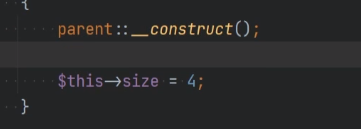 {
parent::__construct();
$this->size = 4;
}